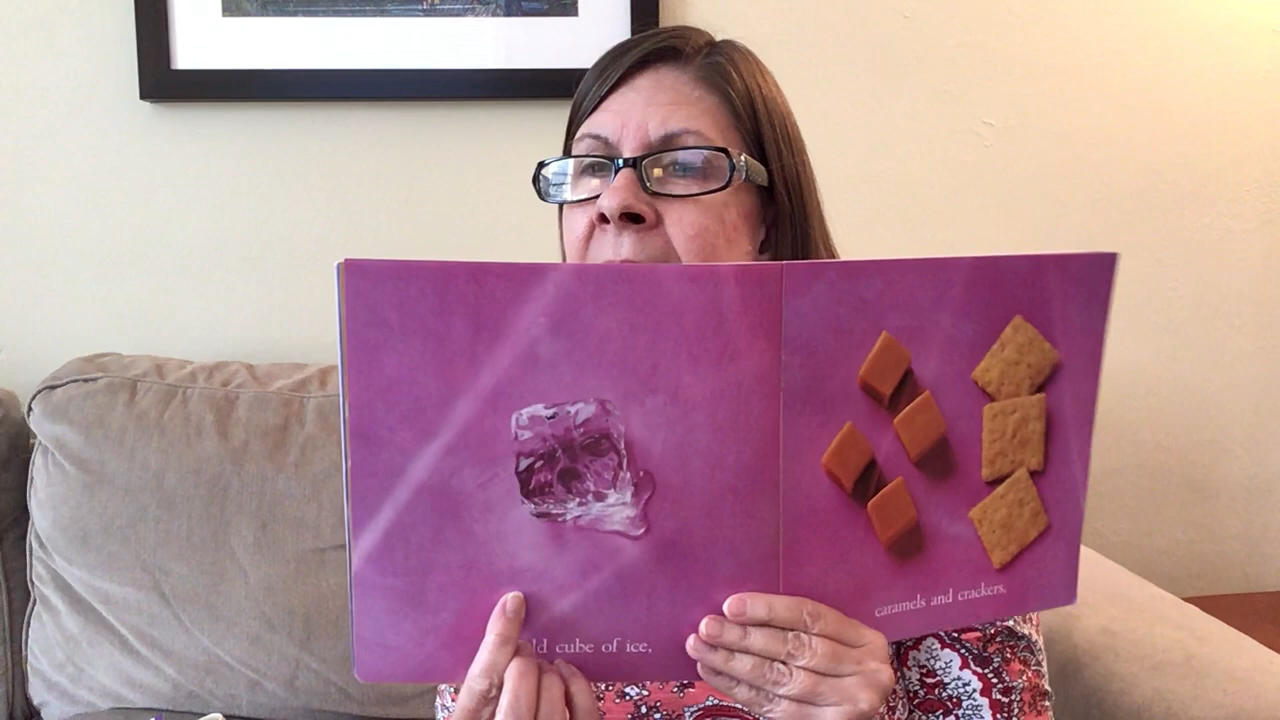 cube of ice,
caramels and crackers,